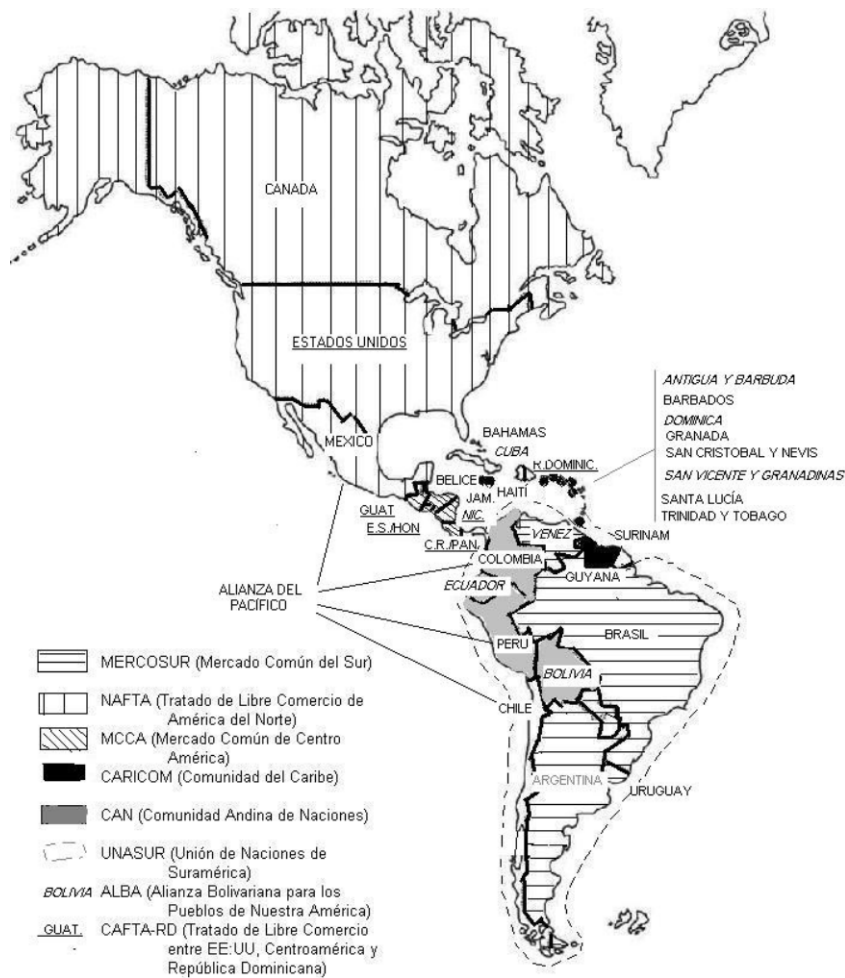 CANADA
ESTADOS UNIDOS
MEXICO
BAHAMAS
CUBA
R.DOMINIC.
BELICE
JAM.
HAITÍ
GUAT
NIC.
E.S./HON
C.R./PAN.
ANTIGUA Y BARBUDA
BARBADOS
DOMINICA
GRANADA
SAN CRISTOBAL Y NEVIS
SAN VICENTE Y GRANADINAS
SANTA LUCÍA
TRINIDAD Y TOBAGO
VENEZ
SURINAM
COLOMBIA
GUYANA
ECUADOR
ALIANZA DEL
PACÍFICO
PERU
BRASIL
BOLIVIA
CHILE
ARGENTINA
URUGUAY
MERCOSUR (Mercado Común del Sur)
NAFTA (Tratado de Libre Comercio de
América del Norte)
MCCA (Mercado Común de Centro
América)
CARICOM (Comunidad del Caribe)
CAN (Comunidad Andina de Naciones)
UNASUR (Unión de Naciones de
Suramérica)
BOLIVIA ALBA (Alianza Bolivariana para los
Pueblos de Nuestra América)
GUAT. CAFTA-RD (Tratado de Libre Comercio
entre EE:UU, Centroamérica y
República Dominicana)